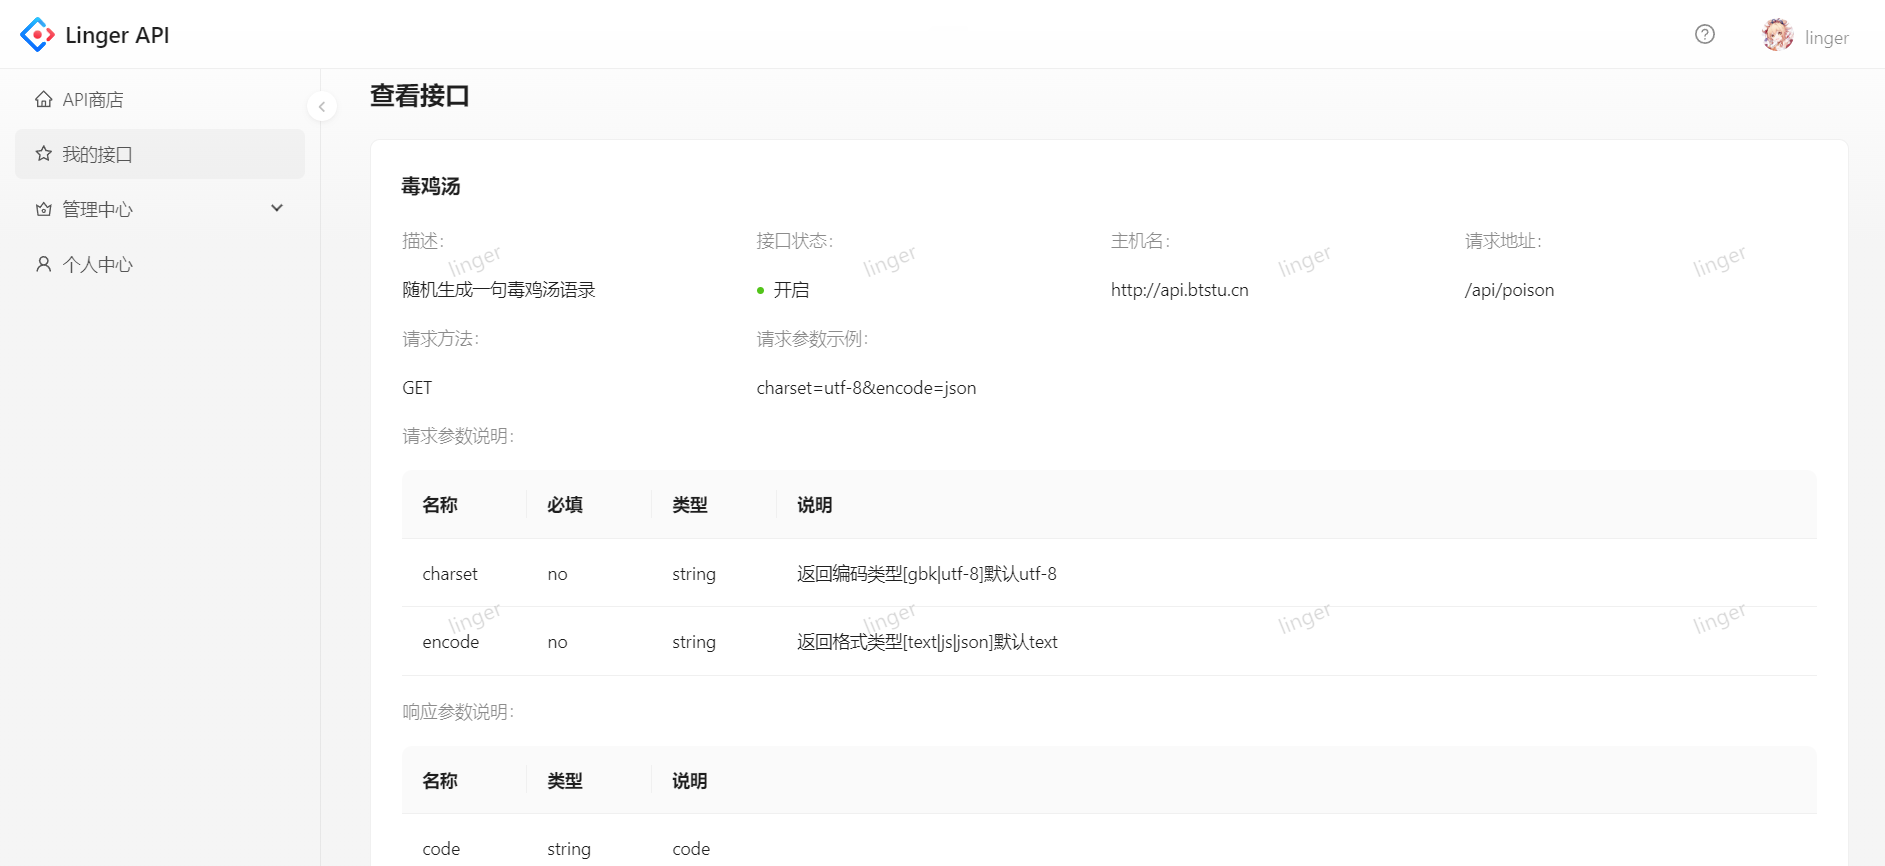 Linger API
linger
API商店
我的接口
管理中心
个人中心
查看接口
毒鸡汤
描述: 接口状态: 主机名: 请求地址:
随机生成一句毒鸡汤语录 开启 http://api.btstu.cn /api/poison
请求方法: 请求参数示例:
GET charset=utf-8&encode=json
请求参数说明:
名称 必填 类型 说明
charset no string 返回编码类型[gbk|utf-8]默认utf-8
encode no string 返回格式类型[text|js|json]默认text
响应参数说明:
名称 类型 说明
code string code
linger linger linger linger
linger linger linger linger